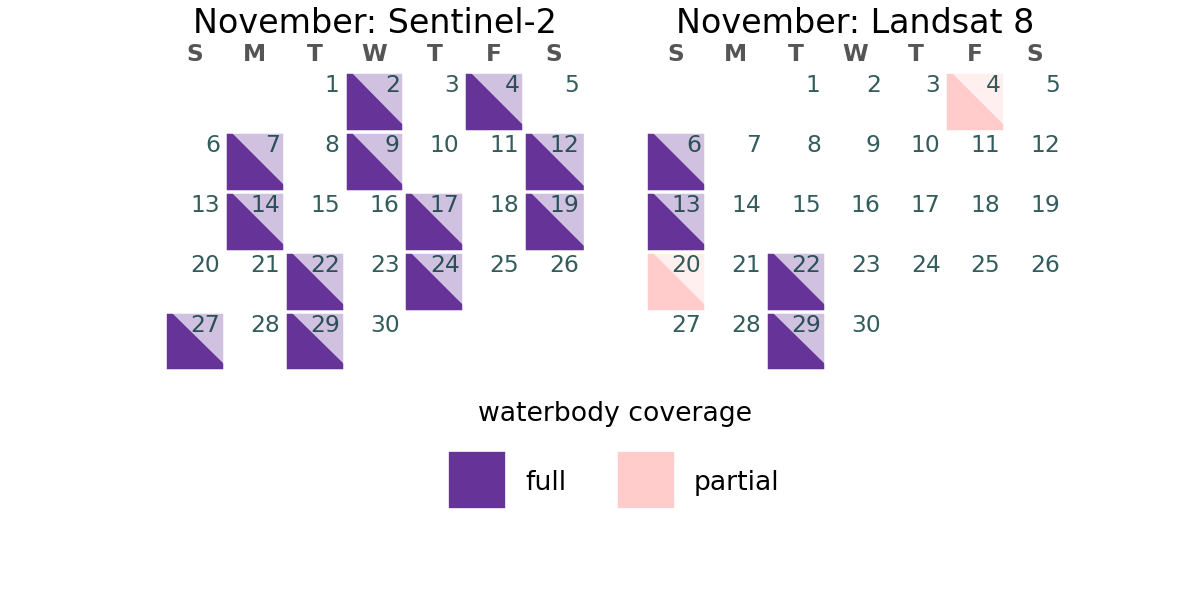 November: Sentinel-2
S M T W T F S
1 2 3 4 5
6 7 8 9 10 11 12
13 14 15 16 17 18 19
20 21 22 23 24 25 26
27 28 29 30
November: Landsat 8
S M T W T F S
1 2 3 4 5
6 7 8 9 10 11 12
13 14 15 16 17 18 19
20 21 22 23 24 25 26
27 28 29 30
waterbody coverage
full partial